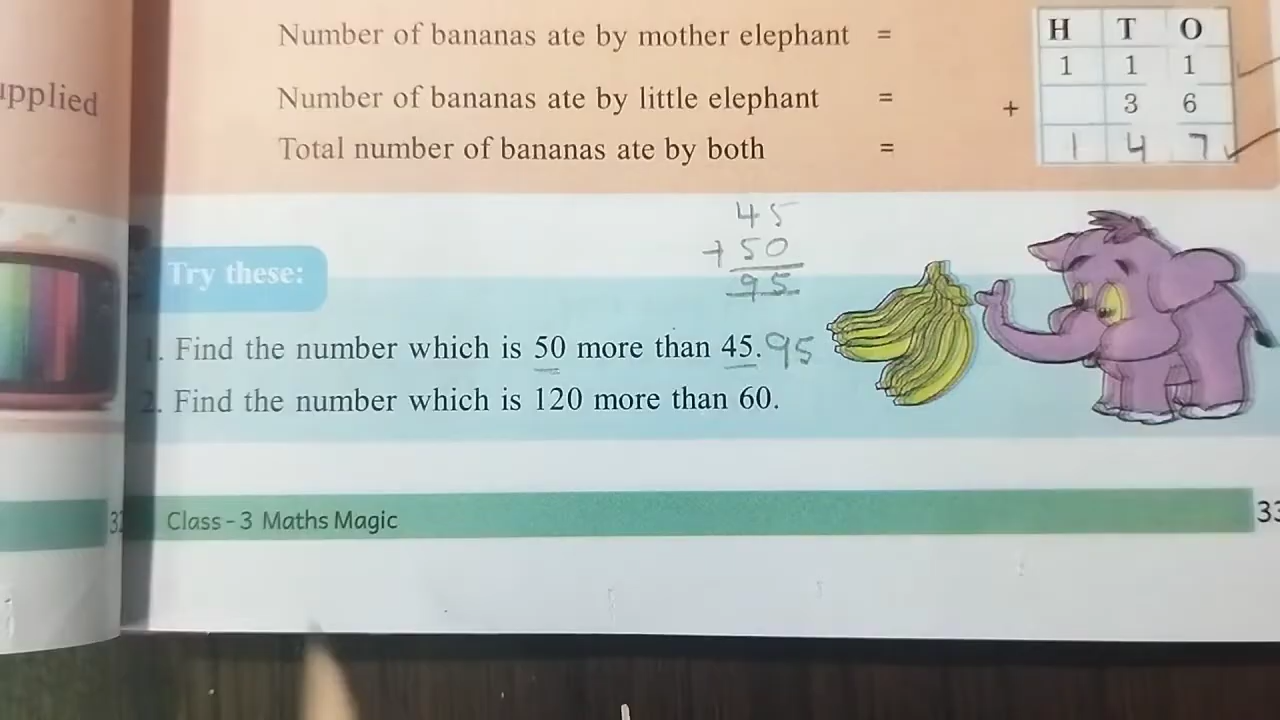 Number of bananas ate by mother elephant =
Number of bananas ate by little elephant =
Total number of bananas ate by both =
H T O
1 1 1
+ 3 6
1 4 7
45
+ 50
95
Try these:
1. Find the number which is 50 more than 45. 95
2. Find the number which is 120 more than 60.
Class - 3 Maths Magic
33